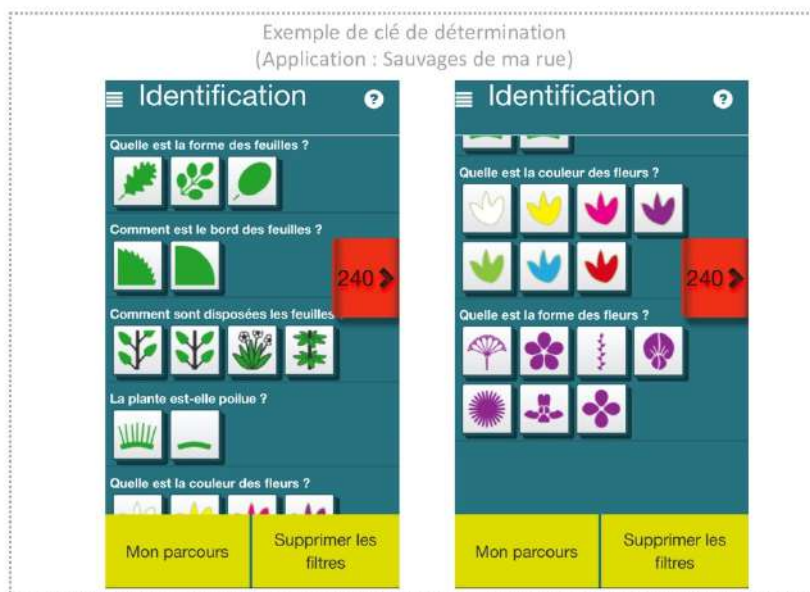 Exemple de clé de détermination
(Application : Sauvages de ma rue)
Identification ?
Quelle est la forme des feuilles ?
Comment est le bord des feuilles ?
240
Comment sont disposées les feuilles
La plante est-elle poilue ?
Quelle est la couleur des fleurs ?
Mon parcours
Supprimer les
filtres
Identification ?
Quelle est la couleur des fleurs ?
240
Quelle est la forme des fleurs ?
Mon parcours
Supprimer les
filtres